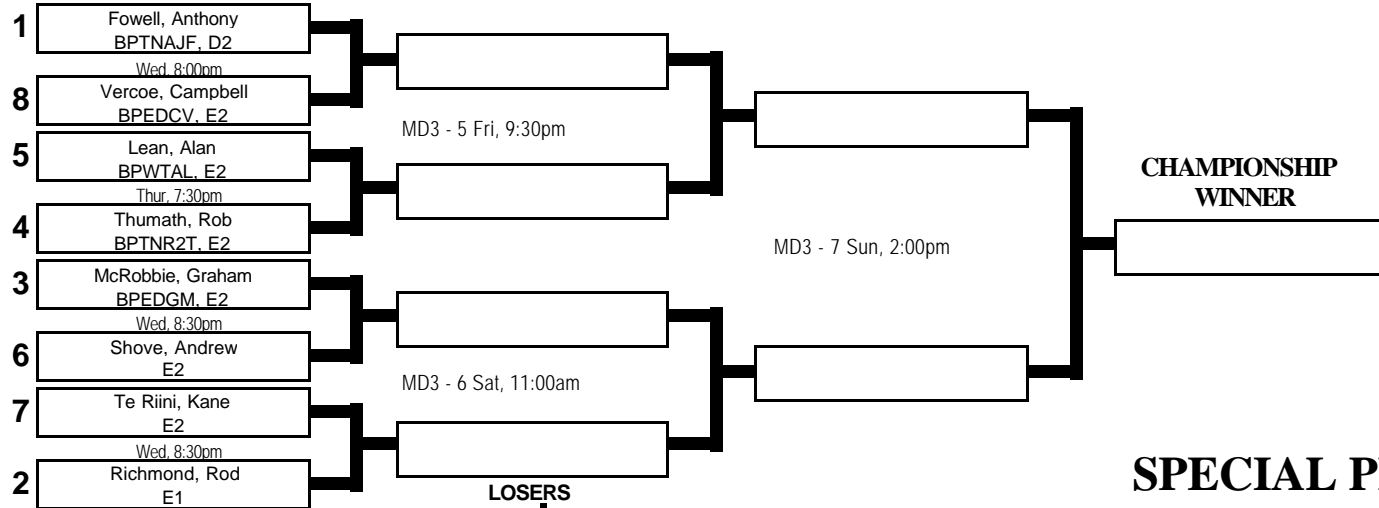 1
Fowell, Anthony
BPTNAJF, D2
Wed, 8:00pm
8
Vercoe, Campbell
BPEDCV, E2
5
Lean, Alan
BPWTAL, E2
Thur, 7:30pm
4
Thumath, Rob
BPTNR2T, E2
3
McRobbie, Graham
BPEDGM, E2
Wed, 8:30pm
6
Shove, Andrew
E2
7
Te Riini, Kane
E2
Wed, 8:30pm
2
Richmond, Rod
E1
MD3 - 5 Fri, 9:30pm
MD3 - 6 Sat, 11:00am
LOSERS
MD3 - 7 Sun, 2:00pm
CHAMPIONSHIP
WINNER
SPECIAL